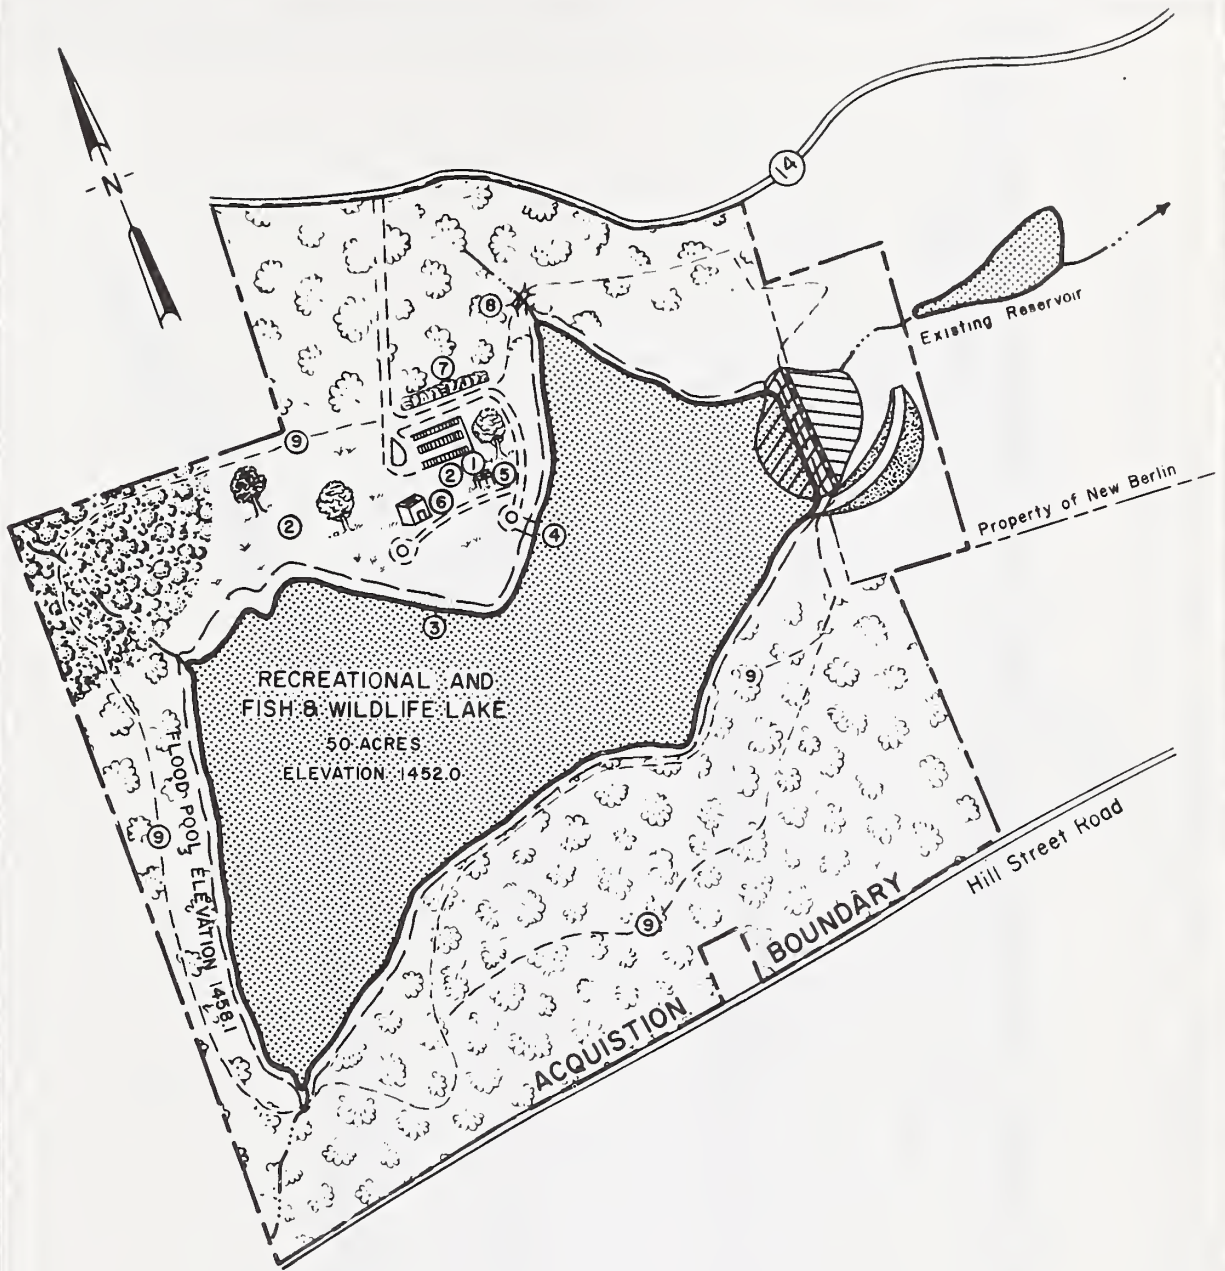 14
N
Existing Reservoir
8
7
9
1
2
5
6
2
4
Property of New Berlin
3
RECREATIONAL AND
FISH & WILDLIFE LAKE
50 ACRES
ELEVATION 1452.0
9
FLOOD POOL ELEVATION 1458.1
9
Hill Street Road
9
ACQUISTION BOUNDARY